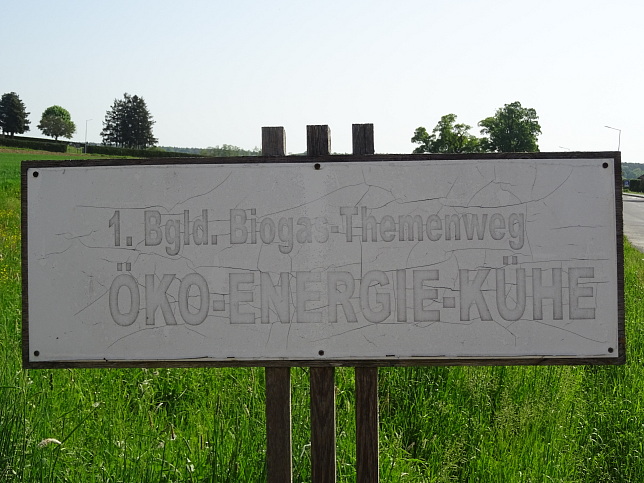 1. Bgld. Biogas-Themenweg
ÖKO-ENERGIE-KÜHE